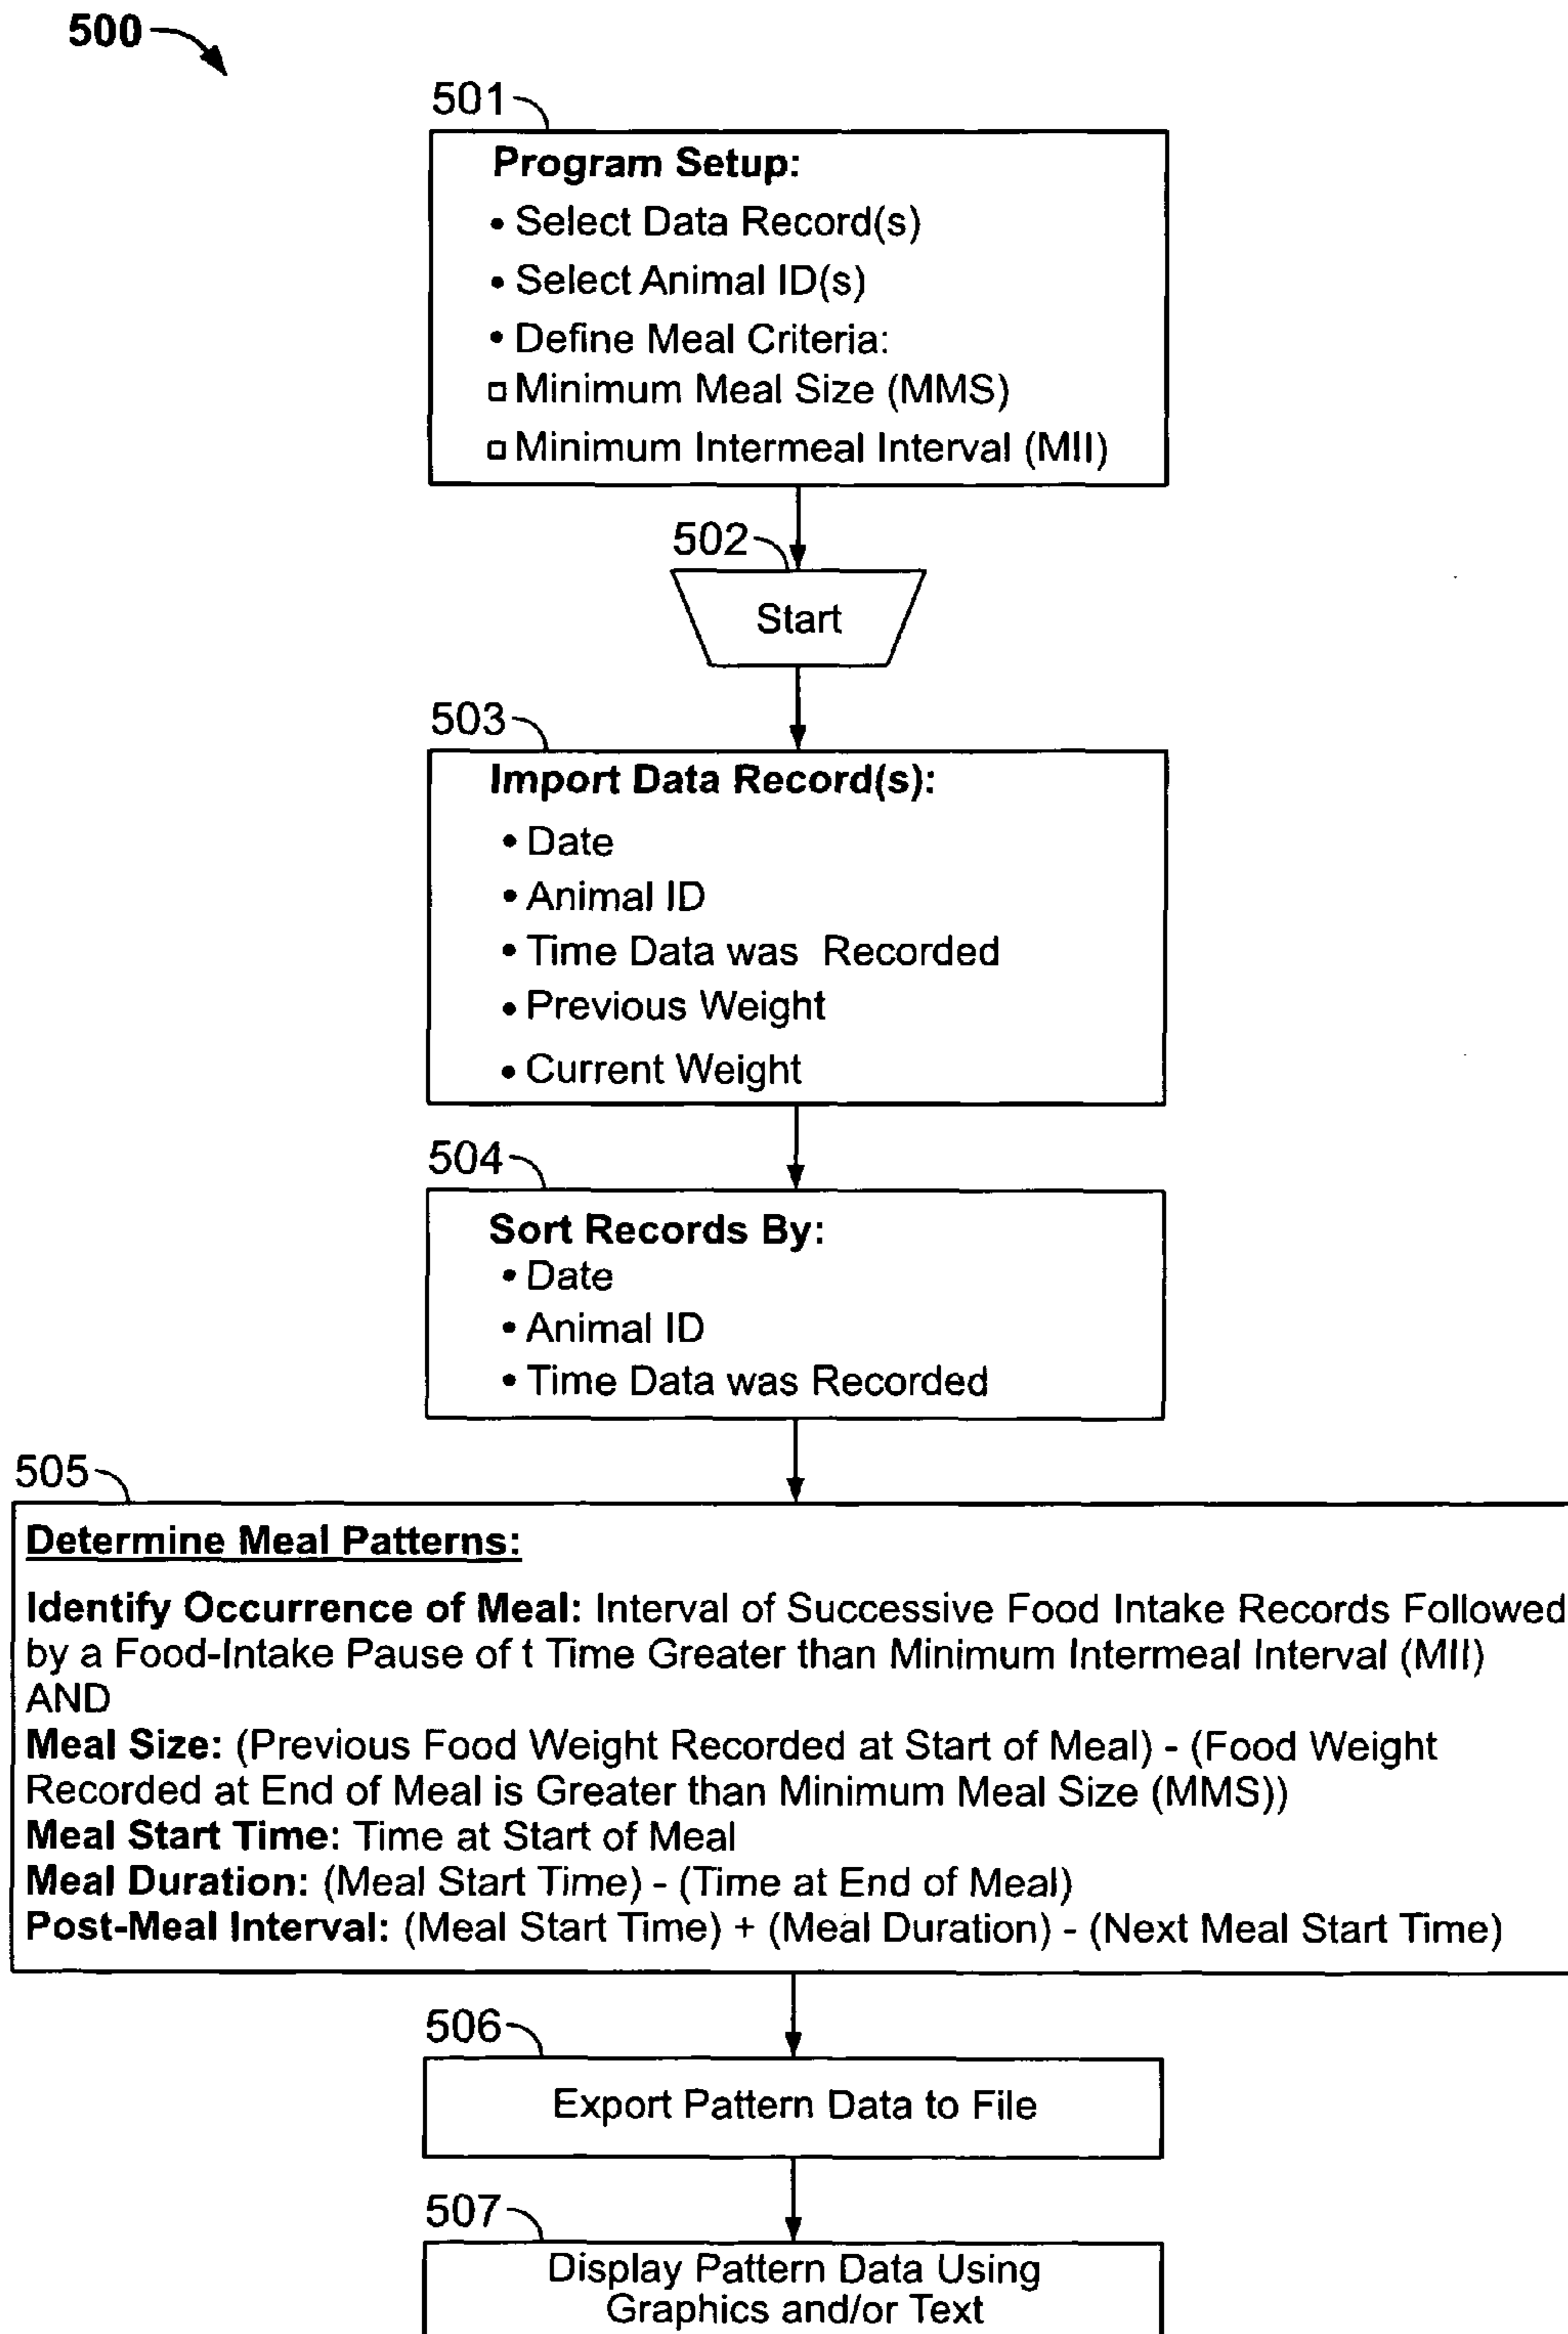 500
501
Program Setup:
• Select Data Record(s)
• Select Animal ID(s)
• Define Meal Criteria:
▫ Minimum Meal Size (MMS)
▫ Minimum Intermeal Interval (MII)
502
Start
503
Import Data Record(s):
• Date
• Animal ID
• Time Data was Recorded
• Previous Weight
• Current Weight
504
Sort Records By:
• Date
• Animal ID
• Time Data was Recorded
505
Determine Meal Patterns:
Identify Occurrence of Meal: Interval of Successive Food Intake Records Followed
by a Food-Intake Pause of t Time Greater than Minimum Intermeal Interval (MII)
AND
Meal Size: (Previous Food Weight Recorded at Start of Meal) - (Food Weight
Recorded at End of Meal is Greater than Minimum Meal Size (MMS))
Meal Start Time: Time at Start of Meal
Meal Duration: (Meal Start Time) - (Time at End of Meal)
Post-Meal Interval: (Meal Start Time) + (Meal Duration) - (Next Meal Start Time)
506
Export Pattern Data to File
507
Display Pattern Data Using
Graphics and/or Text